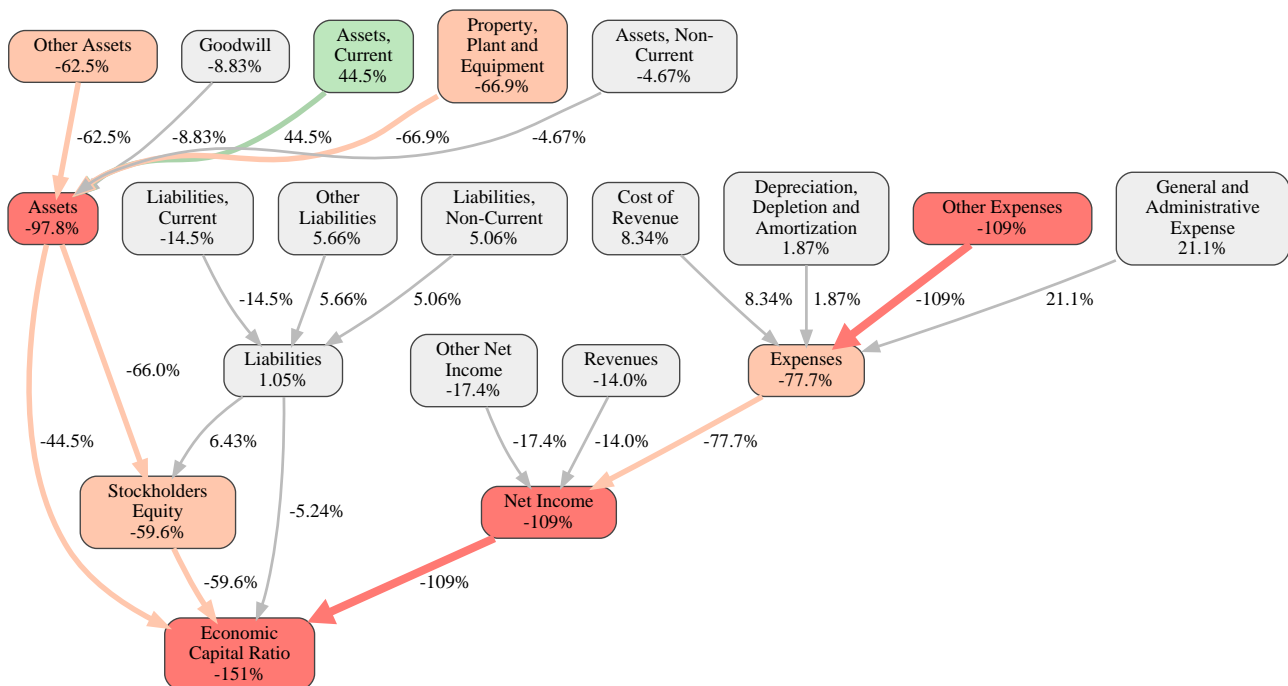 Other Assets
-62.5%
Goodwill
-8.83%
Assets,
Current
44.5%
Property,
Plant and
Equipment
-66.9%
Assets, Non-
Current
-4.67%
-62.5%
-8.83%
44.5%
-66.9%
-4.67%
Assets
-97.8%
Liabilities,
Current
-14.5%
Other
Liabilities
5.66%
Liabilities,
Non-Current
5.06%
Cost of
Revenue
8.34%
Depreciation,
Depletion and
Amortization
1.87%
Other Expenses
-109%
General and
Administrative
Expense
21.1%
-14.5%
5.66%
5.06%
8.34%
1.87%
-109%
21.1%
Liabilities
1.05%
Other Net
Income
-17.4%
Revenues
-14.0%
Expenses
-77.7%
-66.0%
-44.5%
6.43%
-5.24%
-17.4%
-14.0%
-77.7%
Stockholders
Equity
-59.6%
Net Income
-109%
-59.6%
-109%
Economic
Capital Ratio
-151%